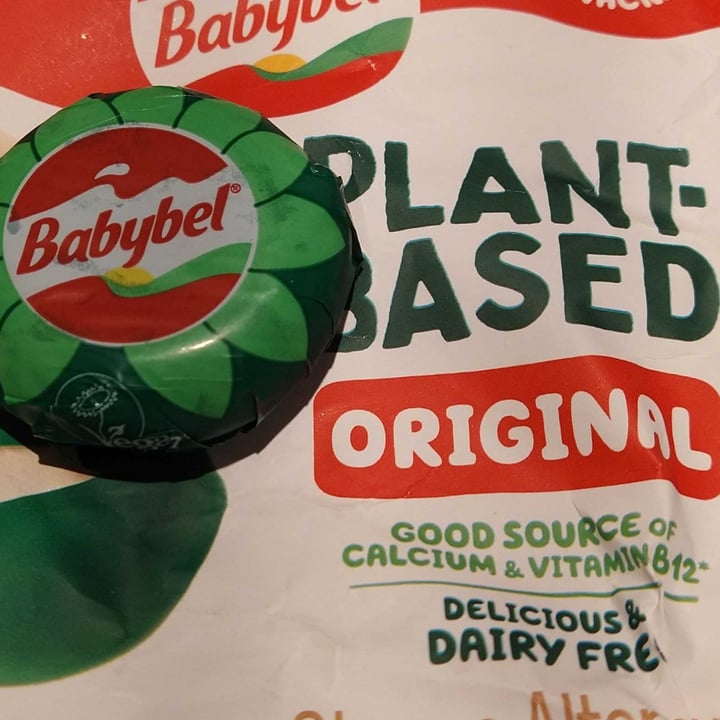 Babybel
PLANT-
BASED
Babybel®
ORIGINAL
GOOD SOURCE OF
CALCIUM & VITAMIN B12*
DELICIOUS &
DAIRY FRE